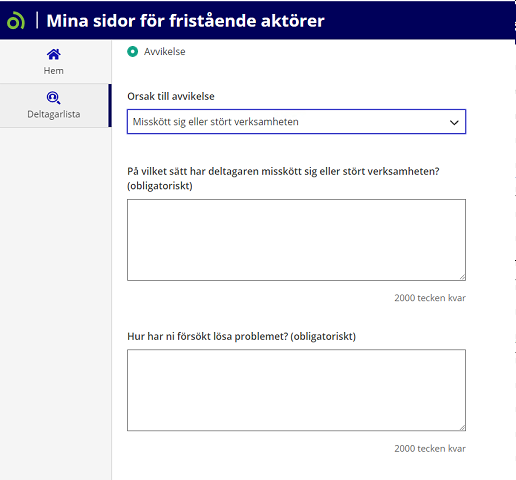 Mina sidor för fristående aktörer
Hem
Deltagarlista
Avvikelse
Orsak till avvikelse
Misskött sig eller stört verksamheten
På vilket sätt har deltagaren misskött sig eller stört verksamheten?
(obligatoriskt)
2000 tecken kvar
Hur har ni försökt lösa problemet? (obligatoriskt)
2000 tecken kvar